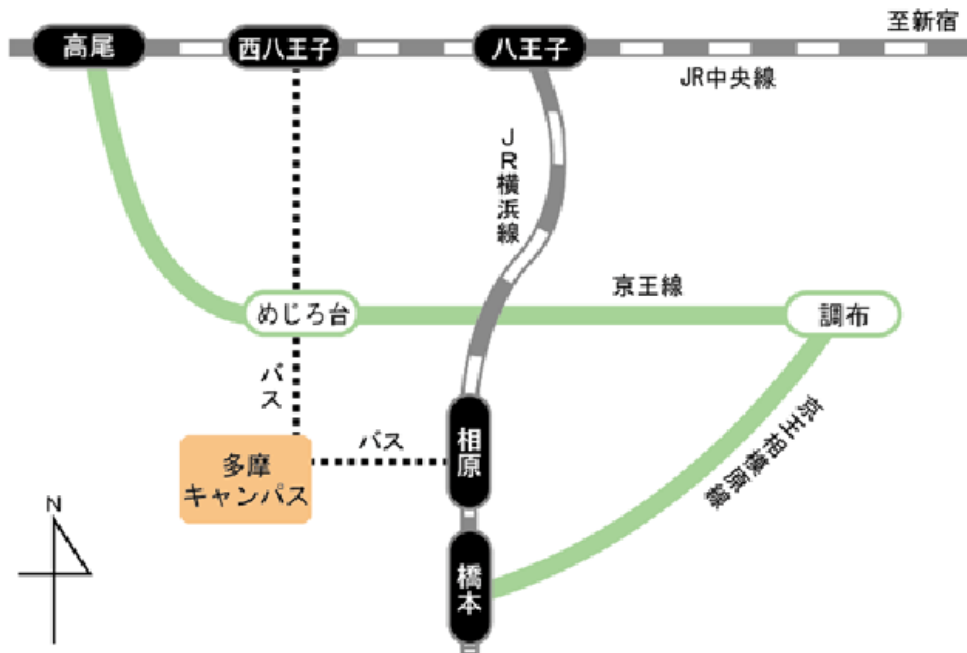 至新宿
高尾
西八王子
八王子
JR中央線
JR横浜線
京王線
めじろ台
調布
バス
バス
相原
京王相模原線
多摩
キャンパス
N
橋本